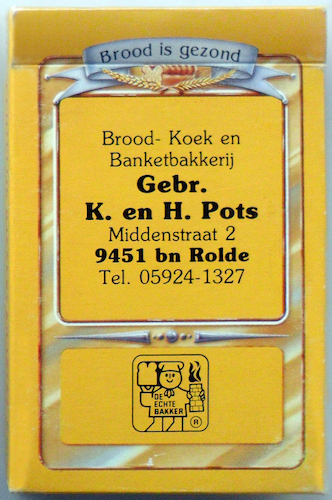 Brood is gezond
Brood- Koek en
Banketbakkerij
Gebr.
K. en H. Pots
Middenstraat 2
9451 bn Rolde
Tel. 05924-1327
DE
ECHTE
BAKKER
R